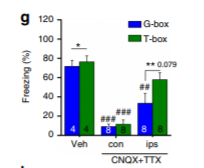 g
120
G-box
T-box
100
80
60
40
20
0
Freezing (%)
*
** 0.079
##
### ###
4 4 8 8 8 8
Veh con ips
CNQX+TTX